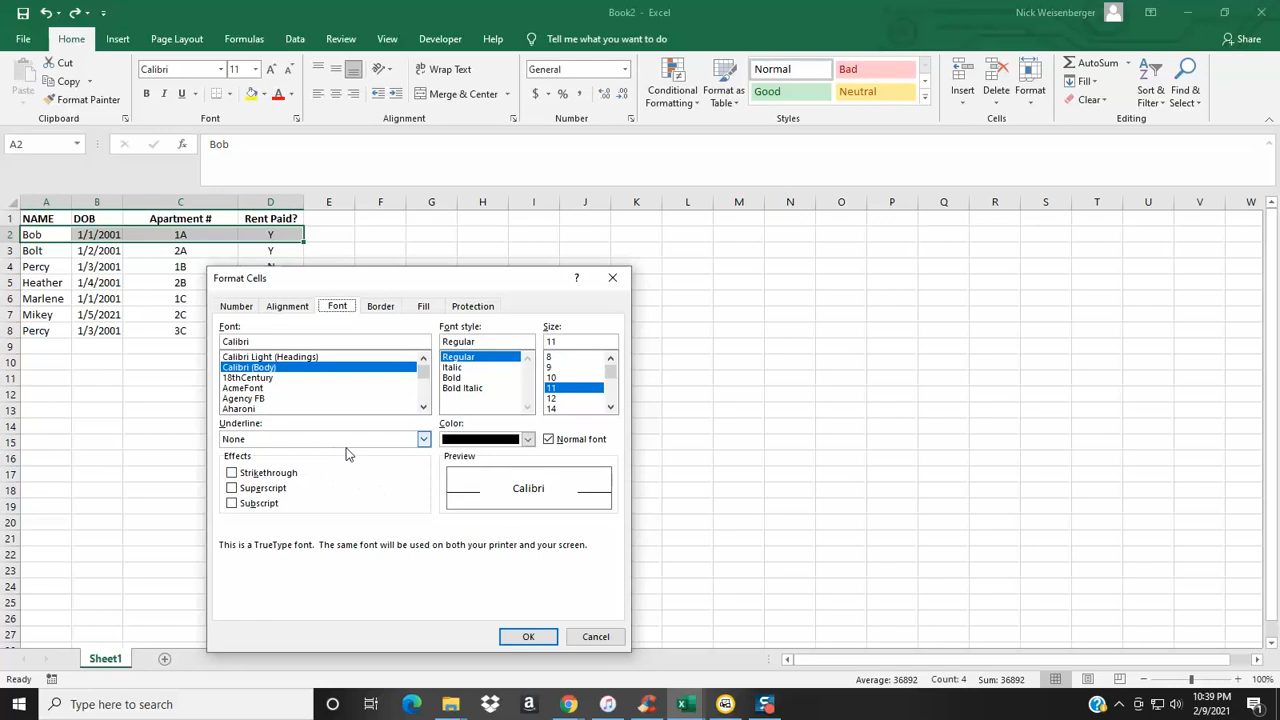 Book2 - Excel
Nick Weisenberger
File Home Insert Page Layout Formulas Data Review View Developer Help Tell me what you want to do Share
Paste
Cut
Copy
Format Painter
Clipboard
Calibri 11
B I U
Font
Wrap Text
Merge & Center
Alignment
General
$ % ,
Number
Conditional Formatting
Format as Table
Normal Bad
Good Neutral
Styles
Insert Delete Format
Cells
AutoSum
Fill
Clear
Sort & Filter
Find & Select
Editing
A2 fx Bob
A B C D E F G H I J K L M N O P Q R S T U V W
1 NAME DOB Apartment # Rent Paid?
2 Bob 1/1/2001 1A Y
3 Bolt 1/2/2001 2A Y
4 Percy 1/3/2001 1B
5 Heather 1/4/2001 2B
6 Marlene 1/1/2001 1C
7 Mikey 1/5/2021 2C
8 Percy 1/3/2001 3C
9
10
11
12
13
14
15
16
17
18
19
20
21
22
23
24
25
26
27
Format Cells ?
Number Alignment Font Border Fill Protection
Font: Font style: Size:
Calibri Regular 11
Calibri Light (Headings) Regular 8
Calibri (Body) Italic 9
18thCentury Bold 10
AcmeFont Bold Italic 11
Agency FB 12
Aharoni 14
Underline: Color:
None Normal font
Effects Preview
Strikethrough
Superscript Calibri
Subscript
This is a TrueType font. The same font will be used on both your printer and your screen.
OK Cancel
Sheet1
Ready Average: 36892 Count: 4 Sum: 36892 100%
Type here to search
10:39 PM
2/9/2021